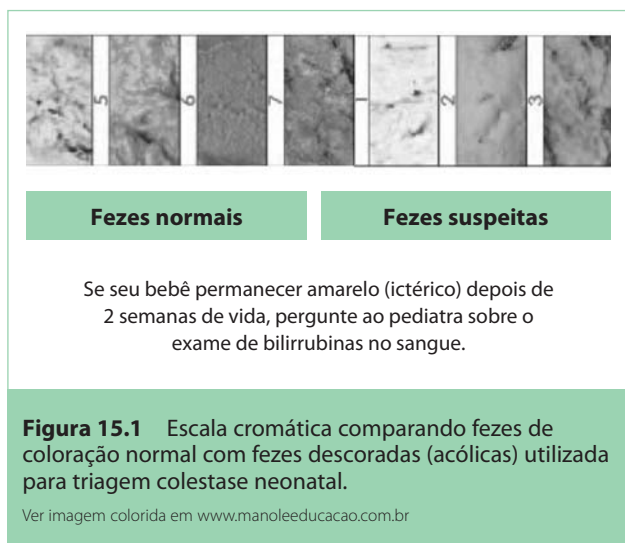 5 6 7 1 2 3
Fezes normais Fezes suspeitas
Se seu bebê permanecer amarelo (ictérico) depois de
2 semanas de vida, pergunte ao pediatra sobre o
exame de bilirrubinas no sangue.
Figura 15.1 Escala cromática comparando fezes de
coloração normal com fezes descoradas (acólicas) utilizada
para triagem colestase neonatal.
Ver imagem colorida em www.manoleeducacao.com.br